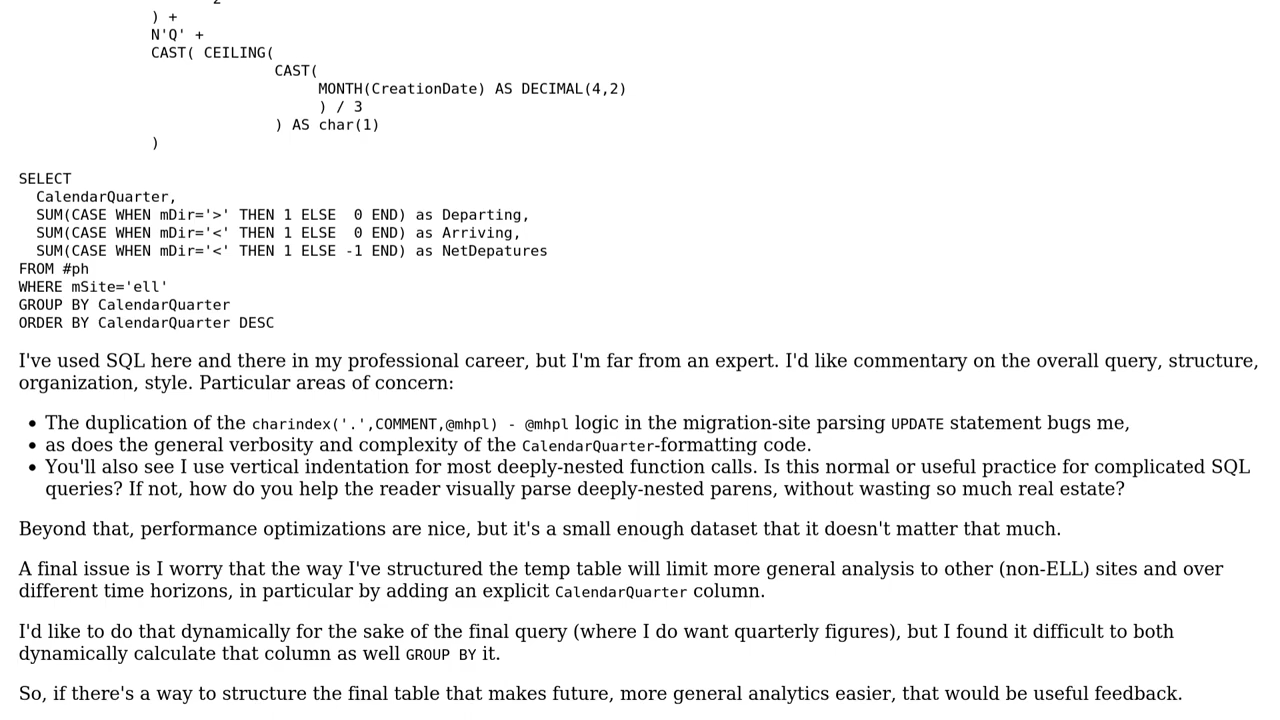 ) +
N'Q' +
CAST( CEILING(
CAST(
MONTH(CreationDate) AS DECIMAL(4,2)
) / 3
) AS char(1)
)
SELECT
CalendarQuarter,
SUM(CASE WHEN mDir='>' THEN 1 ELSE  0 END) as Departing,
SUM(CASE WHEN mDir='<' THEN 1 ELSE  0 END) as Arriving,
SUM(CASE WHEN mDir='<' THEN 1 ELSE -1 END) as NetDepatures
FROM #ph
WHERE mSite='ell'
GROUP BY CalendarQuarter
ORDER BY CalendarQuarter DESC
I've used SQL here and there in my professional career, but I'm far from an expert. I'd like commentary on the overall query, structure,
organization, style. Particular areas of concern:
• The duplication of the charindex('.',COMMENT,@mhpl) - @mhpl logic in the migration-site parsing UPDATE statement bugs me,
• as does the general verbosity and complexity of the CalendarQuarter-formatting code.
• You'll also see I use vertical indentation for most deeply-nested function calls. Is this normal or useful practice for complicated SQL
queries? If not, how do you help the reader visually parse deeply-nested parens, without wasting so much real estate?
Beyond that, performance optimizations are nice, but it's a small enough dataset that it doesn't matter that much.
A final issue is I worry that the way I've structured the temp table will limit more general analysis to other (non-ELL) sites and over
different time horizons, in particular by adding an explicit CalendarQuarter column.
I'd like to do that dynamically for the sake of the final query (where I do want quarterly figures), but I found it difficult to both
dynamically calculate that column as well GROUP BY it.
So, if there's a way to structure the final table that makes future, more general analytics easier, that would be useful feedback.